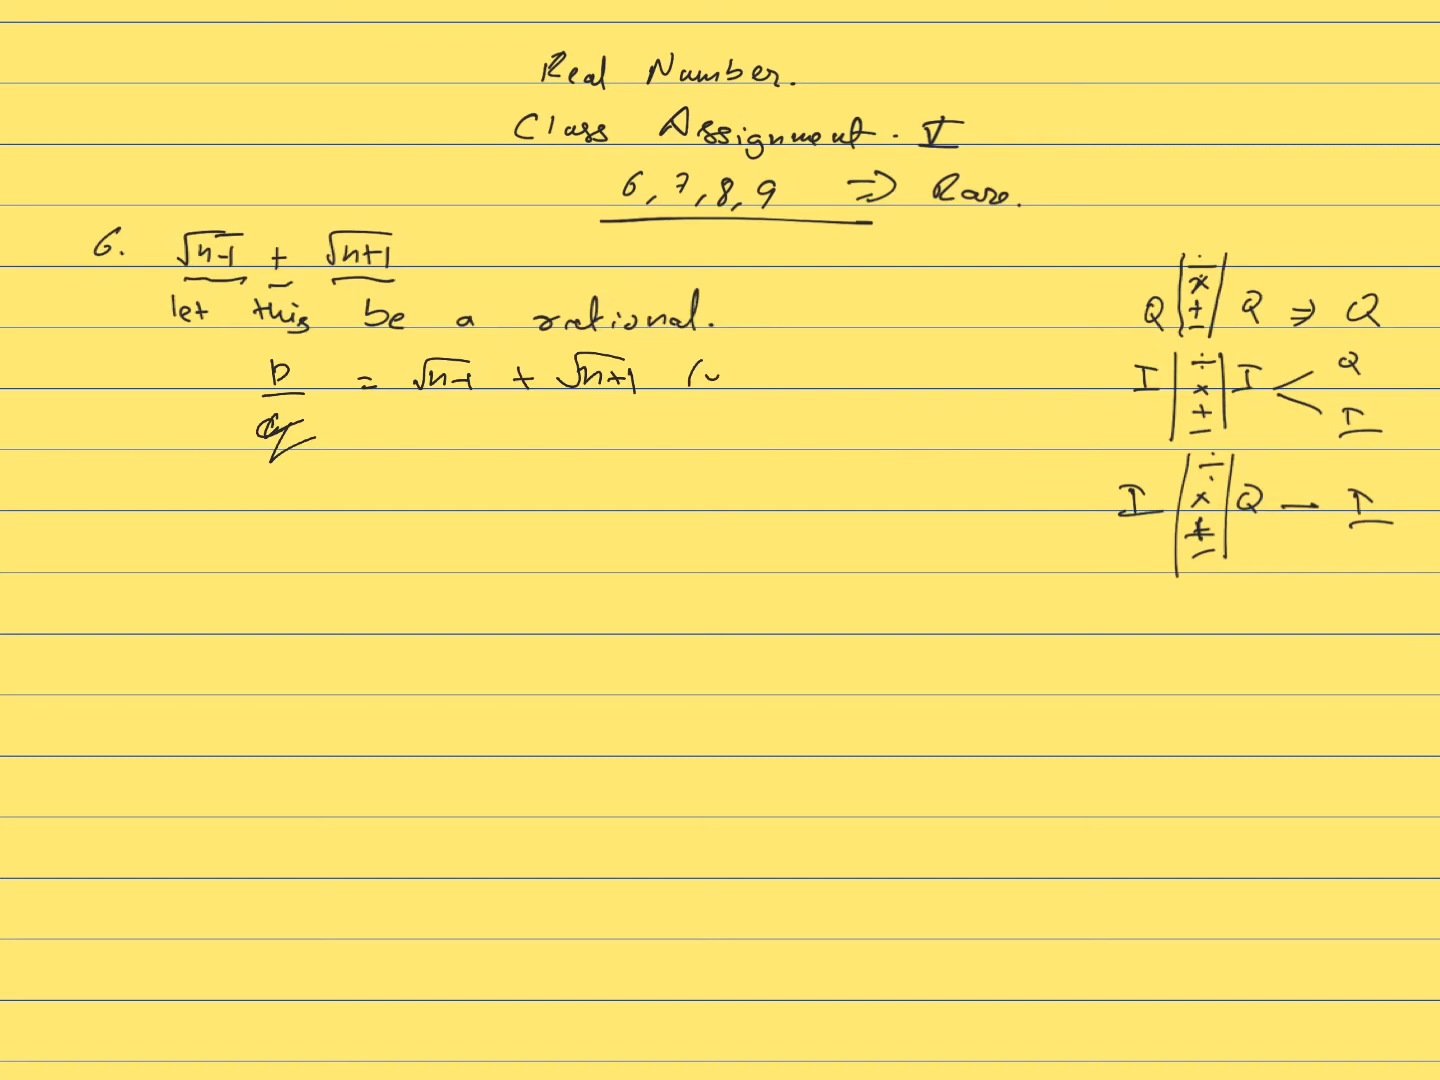 Real Number.
Class Assignment. V
6, 7, 8, 9 ⇒ Rare.
6. √n-1 + √n+1
let this be a rational.
p/q = √n-1 + √n+1 (
Q | ÷ × + - | Q ⇒ Q
I | ÷ × + - | I < Q I
I | ÷ × + - | Q — I